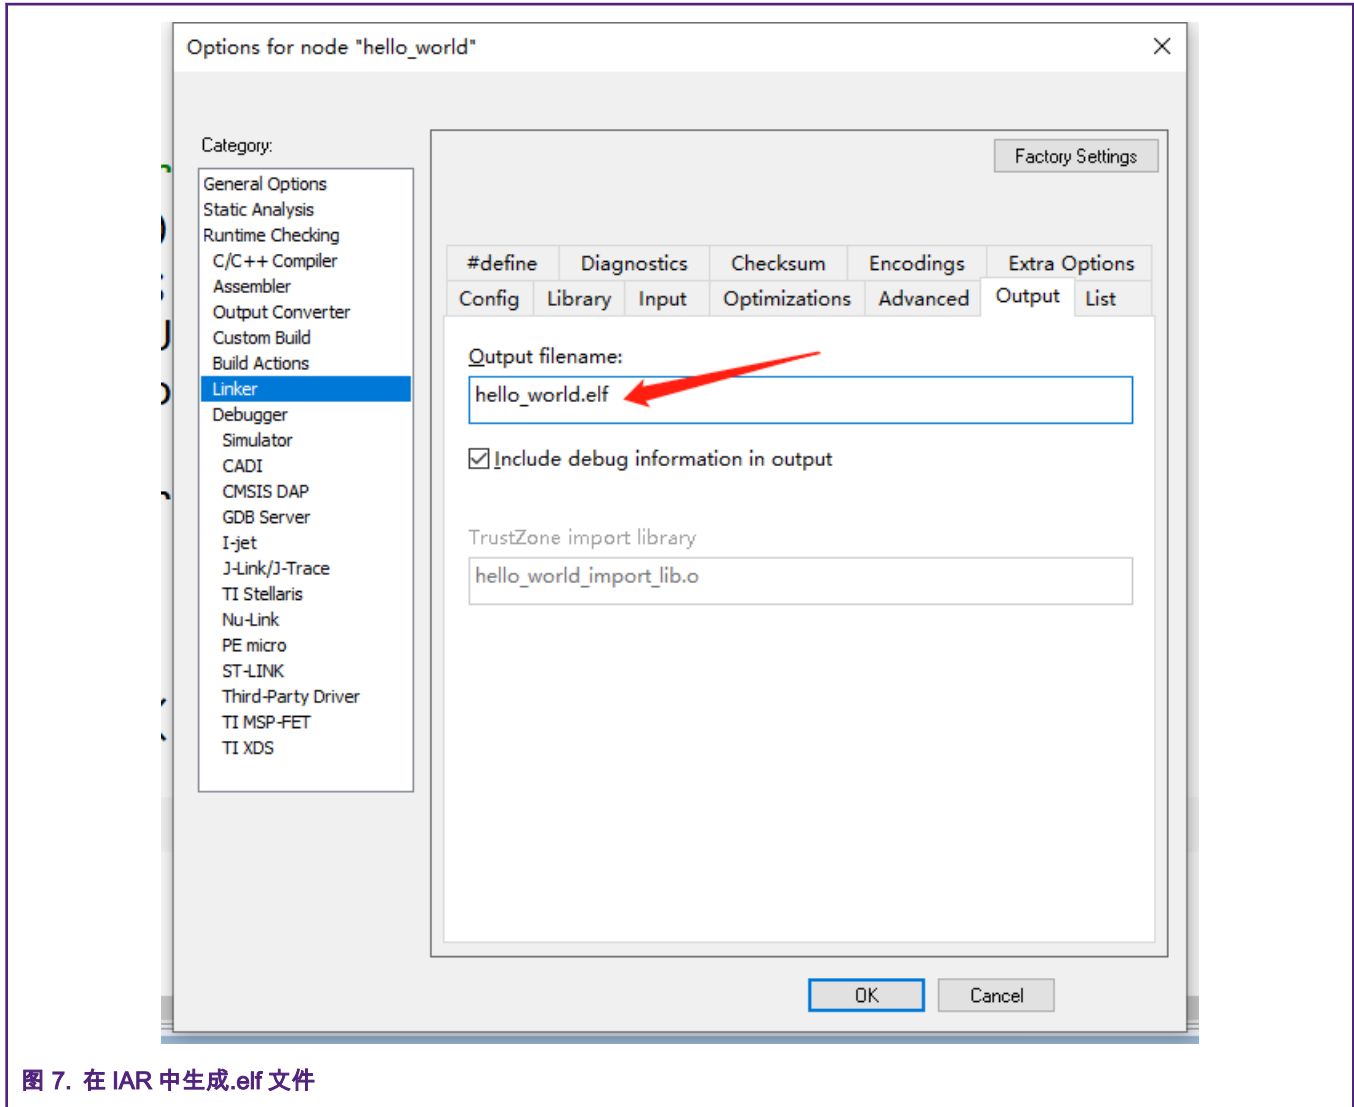 Options for node "hello_world"
Category:
Factory Settings
General Options
Static Analysis
Runtime Checking
C/C++ Compiler
Assembler
Output Converter
Custom Build
Build Actions
Linker
Debugger
Simulator
CADI
CMSIS DAP
GDB Server
I-jet
J-Link/J-Trace
TI Stellaris
Nu-Link
PE micro
ST-LINK
Third-Party Driver
TI MSP-FET
TI XDS
#define Diagnostics Checksum Encodings Extra Options
Config Library Input Optimizations Advanced Output List
Output filename:
hello_world.elf
Include debug information in output
TrustZone import library
hello_world_import_lib.o
OK Cancel
图 7. 在 IAR 中生成.elf 文件